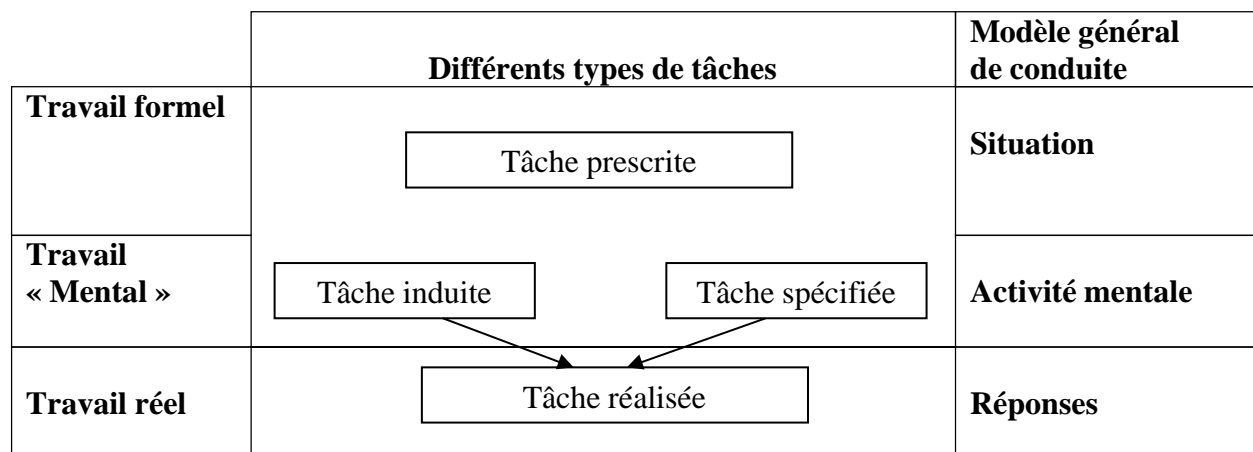 Différents types de tâches
Modèle général
de conduite
Travail formel
Tâche prescrite
Situation
Travail
« Mental »
Tâche induite
Tâche spécifiée
Activité mentale
Travail réel
Tâche réalisée
Réponses